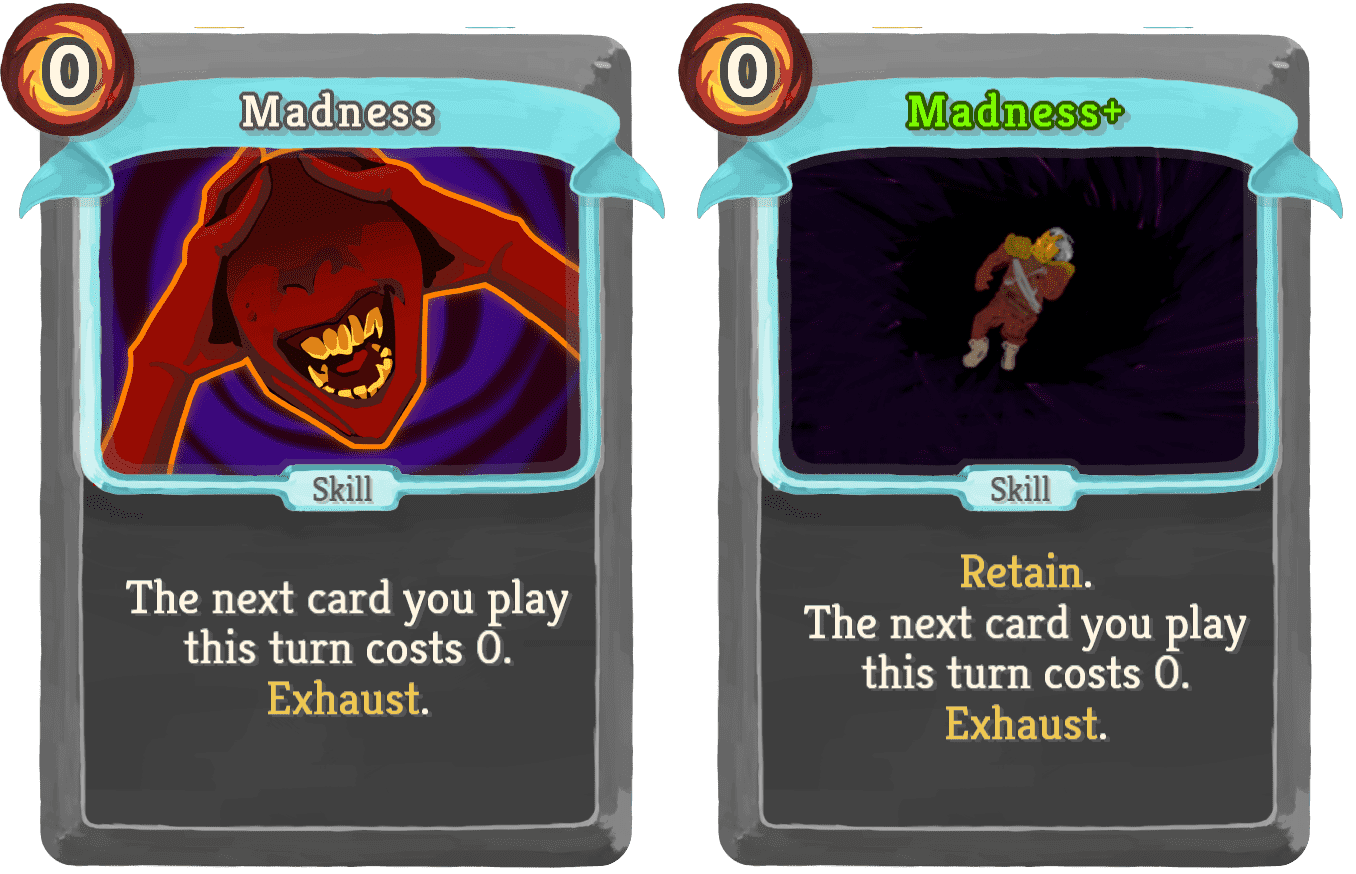 0
Madness
Skill
The next card you play
this turn costs 0.
Exhaust.
0
Madness+
Skill
Retain.
The next card you play
this turn costs 0.
Exhaust.